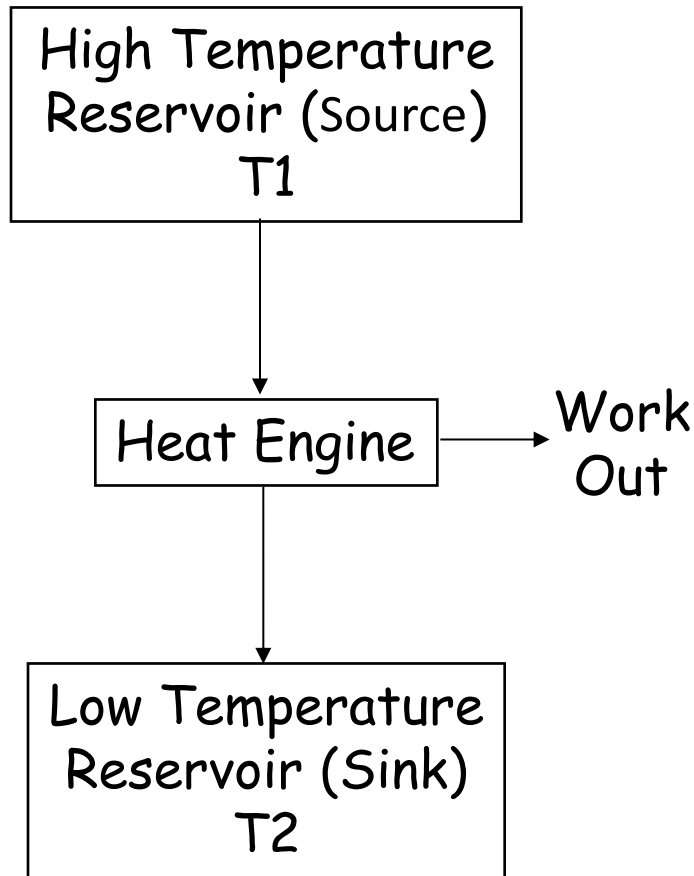 High Temperature
Reservoir (Source)
T1
Heat Engine
Work
Out
Low Temperature
Reservoir (Sink)
T2